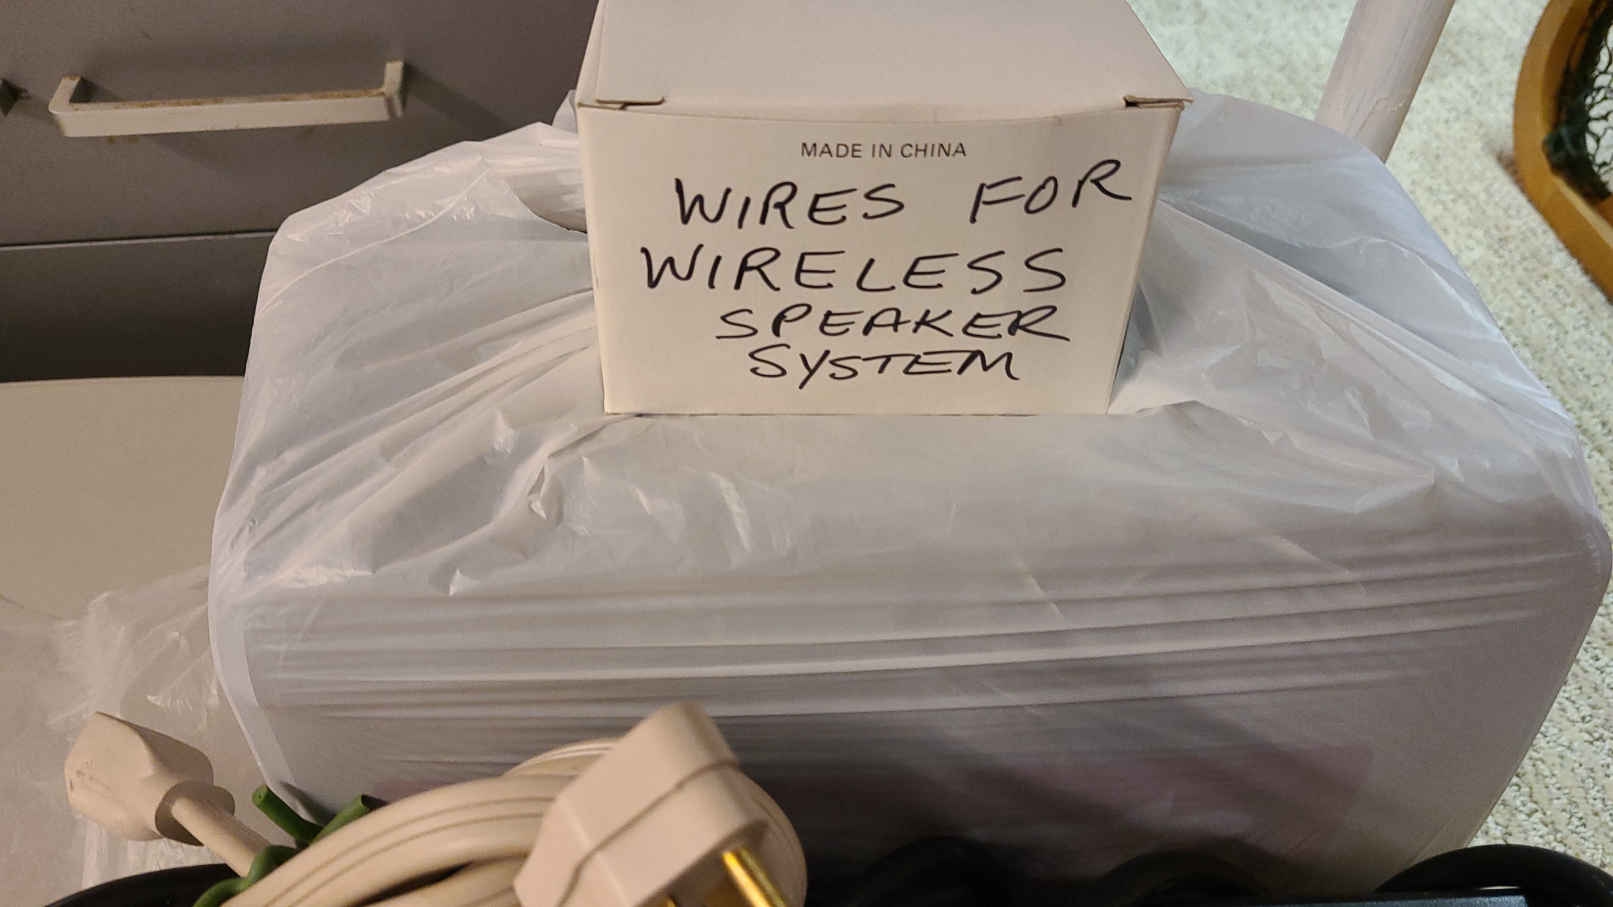 MADE IN CHINA
WIRES FOR
WIRELESS
SPEAKER
SYSTEM